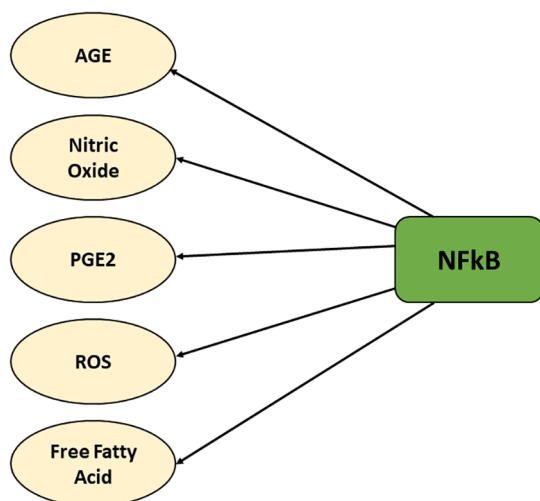 AGE
Nitric
Oxide
PGE2
NFkB
ROS
Free Fatty
Acid